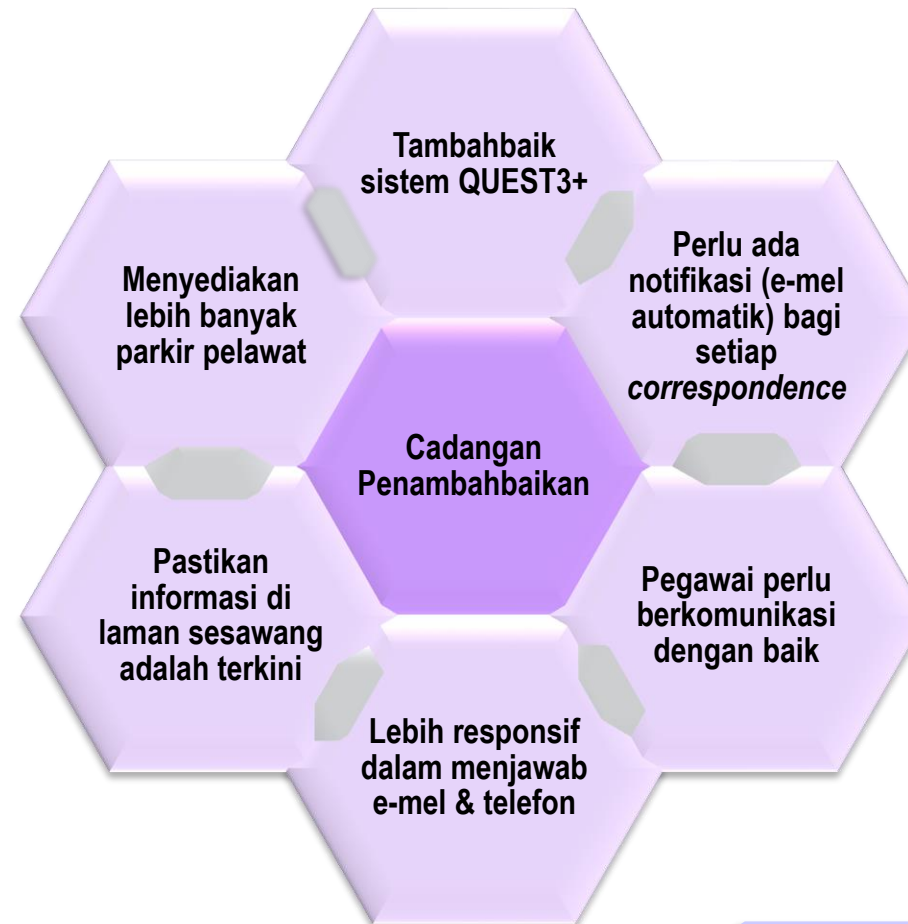 Tambahbaik
sistem QUEST3+
Perlu ada
notifikasi (e-mel
automatik) bagi
setiap
correspondence
Pegawai perlu
berkomunikasi
dengan baik
Lebih responsif
dalam menjawab
e-mel & telefon
Pastikan
informasi di
laman sesawang
adalah terkini
Menyediakan
lebih banyak
parkir pelawat
Cadangan
Penambahbaikan